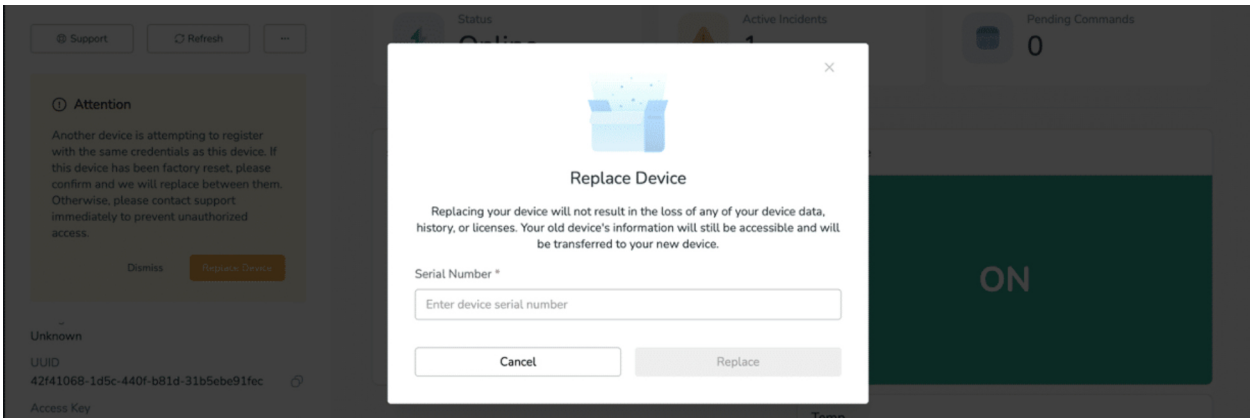 Support
Refresh
...
Status
Online
Active Incidents
1
Pending Commands
0
Attention
Another device is attempting to register
with the same credentials as this device. If
this device has been factory reset, please
confirm and we will replace between them.
Otherwise, please contact support
immediately to prevent unauthorized
access.
Dismiss
Replace Device
Unknown
UUID
42f41068-1d5c-440f-b81d-31b5ebe91fec
Access Key
Replace Device
Replacing your device will not result in the loss of any of your device data,
history, or licenses. Your old device's information will still be accessible and will
be transferred to your new device.
Serial Number *
Enter device serial number
Cancel
Replace
ON
Temp